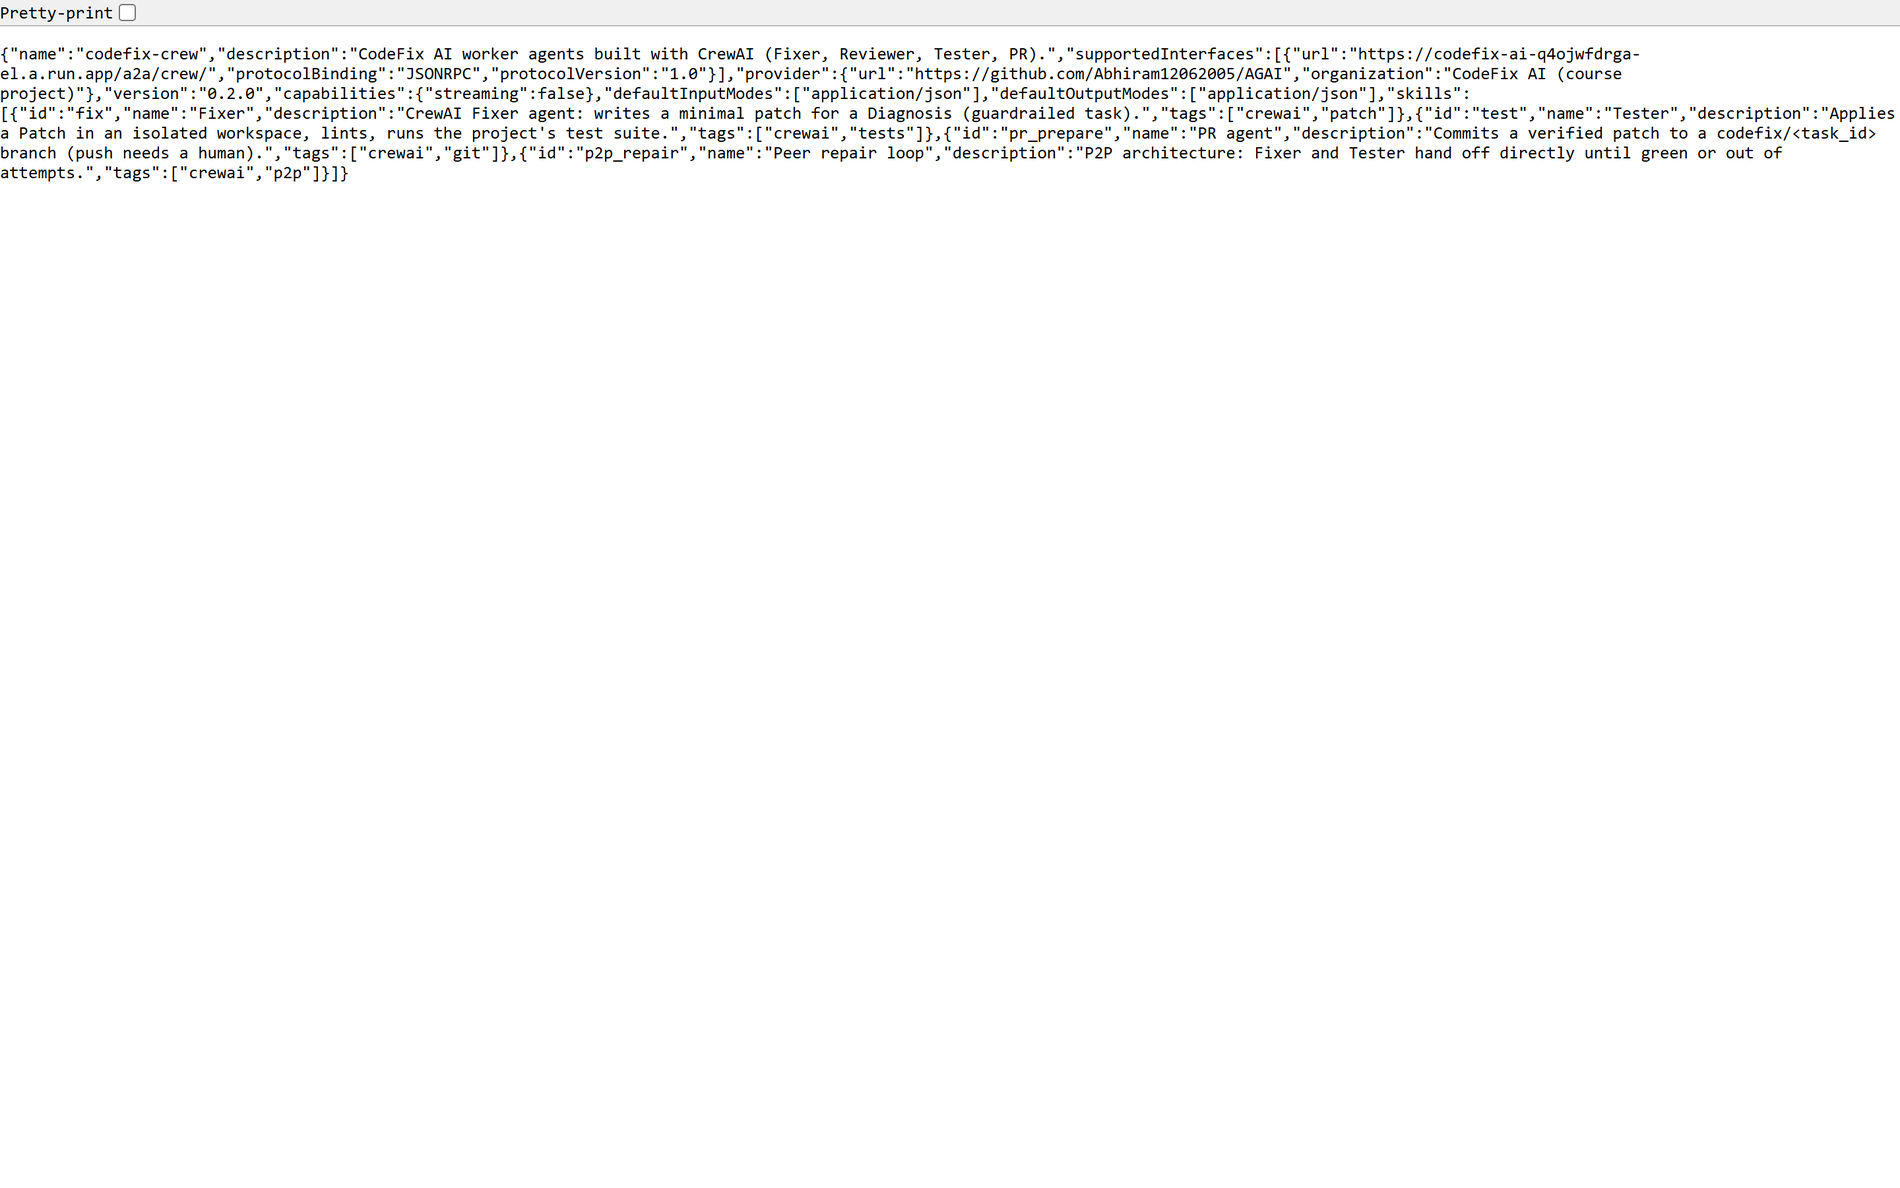 Pretty-print
{"name":"codefix-crew","description":"CodeFix AI worker agents built with CrewAI (Fixer, Reviewer, Tester, PR).","supportedInterfaces":[{"url":"https://codefix-ai-q4ojwfdrga-
el.a.run.app/a2a/crew/","protocolBinding":"JSONRPC","protocolVersion":"1.0"}],"provider":{"url":"https://github.com/Abhiram12062005/AGAI","organization":"CodeFix AI (course
project)"},"version":"0.2.0","capabilities":{"streaming":false},"defaultInputModes":["application/json"],"defaultOutputModes":["application/json"],"skills":
[{"id":"fix","name":"Fixer","description":"CrewAI Fixer agent: writes a minimal patch for a Diagnosis (guardrailed task).","tags":["crewai","patch"]},{"id":"test","name":"Tester","description":"Applies
a Patch in an isolated workspace, lints, runs the project's test suite.","tags":["crewai","tests"]},{"id":"pr_prepare","name":"PR agent","description":"Commits a verified patch to a codefix/<task_id>
branch (push needs a human).","tags":["crewai","git"]},{"id":"p2p_repair","name":"Peer repair loop","description":"P2P architecture: Fixer and Tester hand off directly until green or out of
attempts.","tags":["crewai","p2p"]}]}